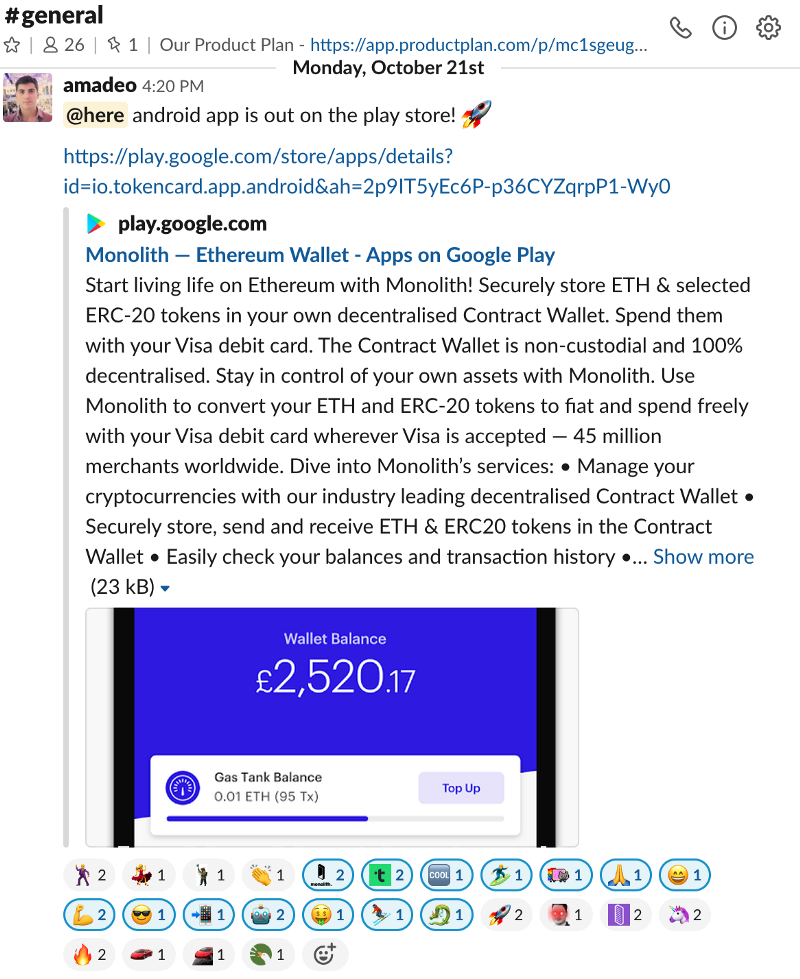 #general
26 | 1 | Our Product Plan - https://app.productplan.com/p/mc1sgeug...
Monday, October 21st
amadeo 4:20 PM
@here android app is out on the play store!
https://play.google.com/store/apps/details?
id=io.tokencard.app.android&ah=2p9IT5yEc6P-p36CYZqrpP1-Wy0
play.google.com
Monolith — Ethereum Wallet - Apps on Google Play
Start living life on Ethereum with Monolith! Securely store ETH & selected
ERC-20 tokens in your own decentralised Contract Wallet. Spend them
with your Visa debit card. The Contract Wallet is non-custodial and 100%
decentralised. Stay in control of your own assets with Monolith. Use
Monolith to convert your ETH and ERC-20 tokens to fiat and spend freely
with your Visa debit card wherever Visa is accepted — 45 million
merchants worldwide. Dive into Monolith’s services: • Manage your
cryptocurrencies with our industry leading decentralised Contract Wallet •
Securely store, send and receive ETH & ERC20 tokens in the Contract
Wallet • Easily check your balances and transaction history •... Show more
(23 kB)
Wallet Balance
£2,520.17
Gas Tank Balance
0.01 ETH (95 Tx)
Top Up
2 1 1 1 monolith. 2 t 2 COOL 1 1 1 1 1
2 1 1 2 1 1 1 2 1 2 2
2 1 1 1